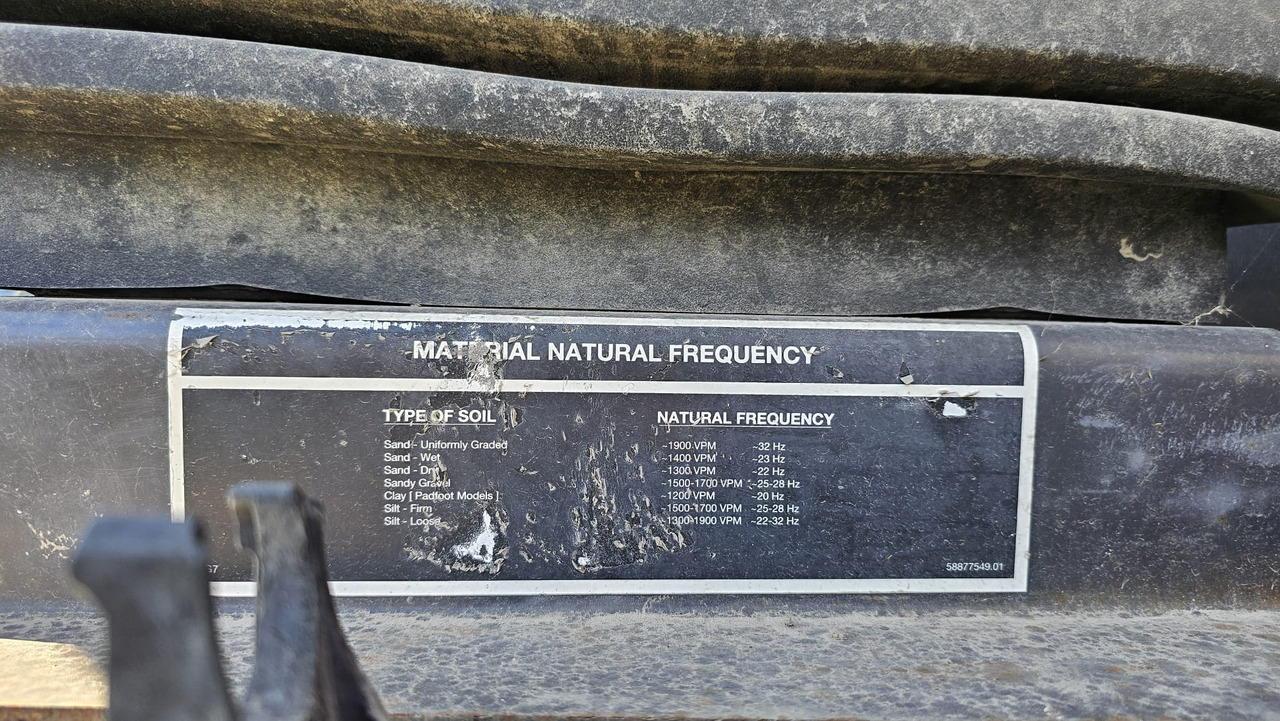 MATERIAL NATURAL FREQUENCY
TYPE OF SOIL NATURAL FREQUENCY
Sand - Uniformly Graded ~1900 VPM ~32 Hz
Sand - Wet ~1400 VPM ~23 Hz
Sand - Dry ~1300 VPM ~22 Hz
Sandy Gravel ~1500-1700 VPM ~25-28 Hz
Clay [ Padfoot Models ] ~1200 VPM ~20 Hz
Silt - Firm ~1500-1700 VPM ~25-28 Hz
Silt - Loose ~1300-1900 VPM ~22-32 Hz
58877549.01